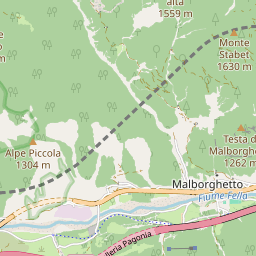 alta
1559 m
Monte
Stabet
1630 m
Testa d
Malborghe
1262 m
Alpe Piccola
1304 m
Malborghetto
Fiume Fella
lleria Pagonia